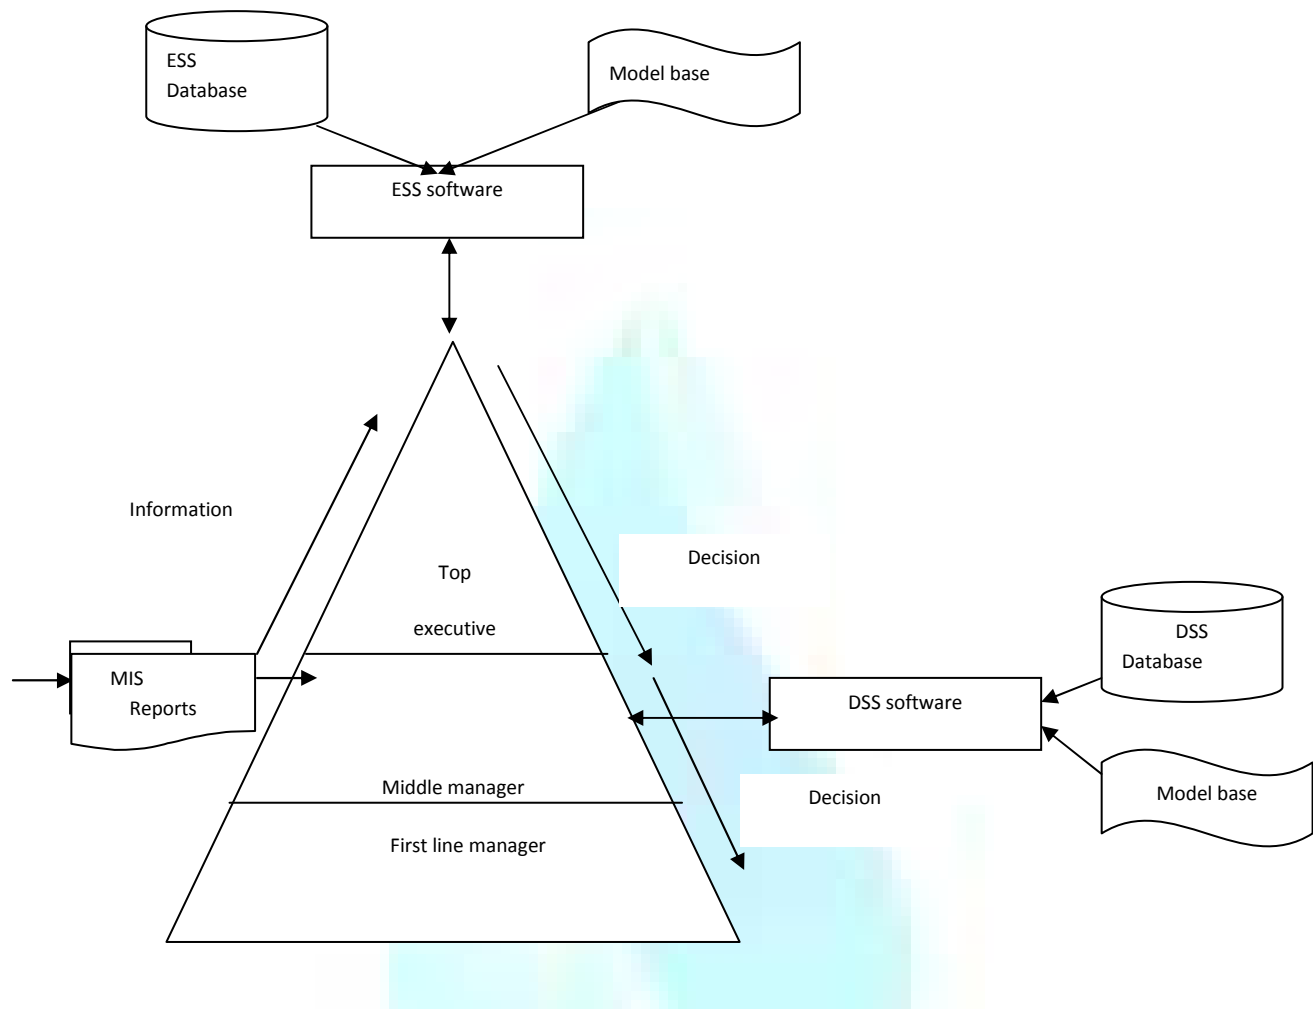 ESS
Database
Model base
ESS software
Information
Top
executive
Decision
MIS
Reports
DSS software
DSS
Database
Middle manager
Decision
Model base
First line manager